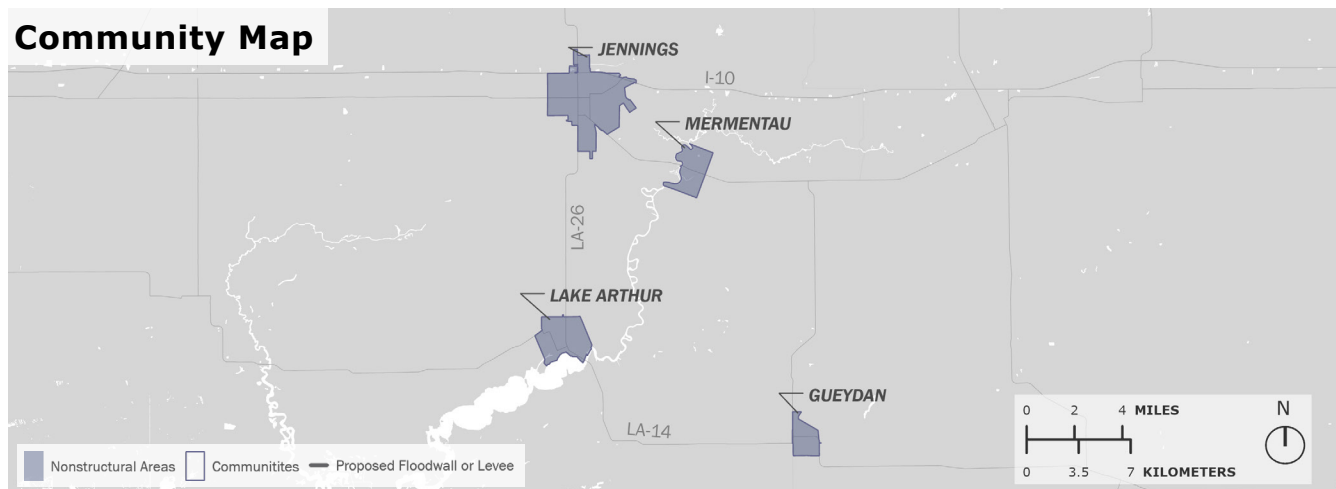 Community Map
JENNINGS
I-10
MERMENTAU
LA-26
LAKE ARTHUR
GUEYDAN
LA-14
0 2 4 MILES
0 3.5 7 KILOMETERS
N
Nonstructural Areas
Communitites
Proposed Floodwall or Levee